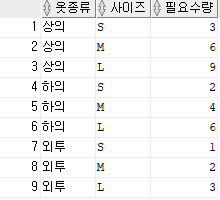 옷종류 사이즈 필요수량
1 상의 S 3
2 상의 M 6
3 상의 L 9
4 하의 S 2
5 하의 M 4
6 하의 L 6
7 외투 S 1
8 외투 M 2
9 외투 L 3